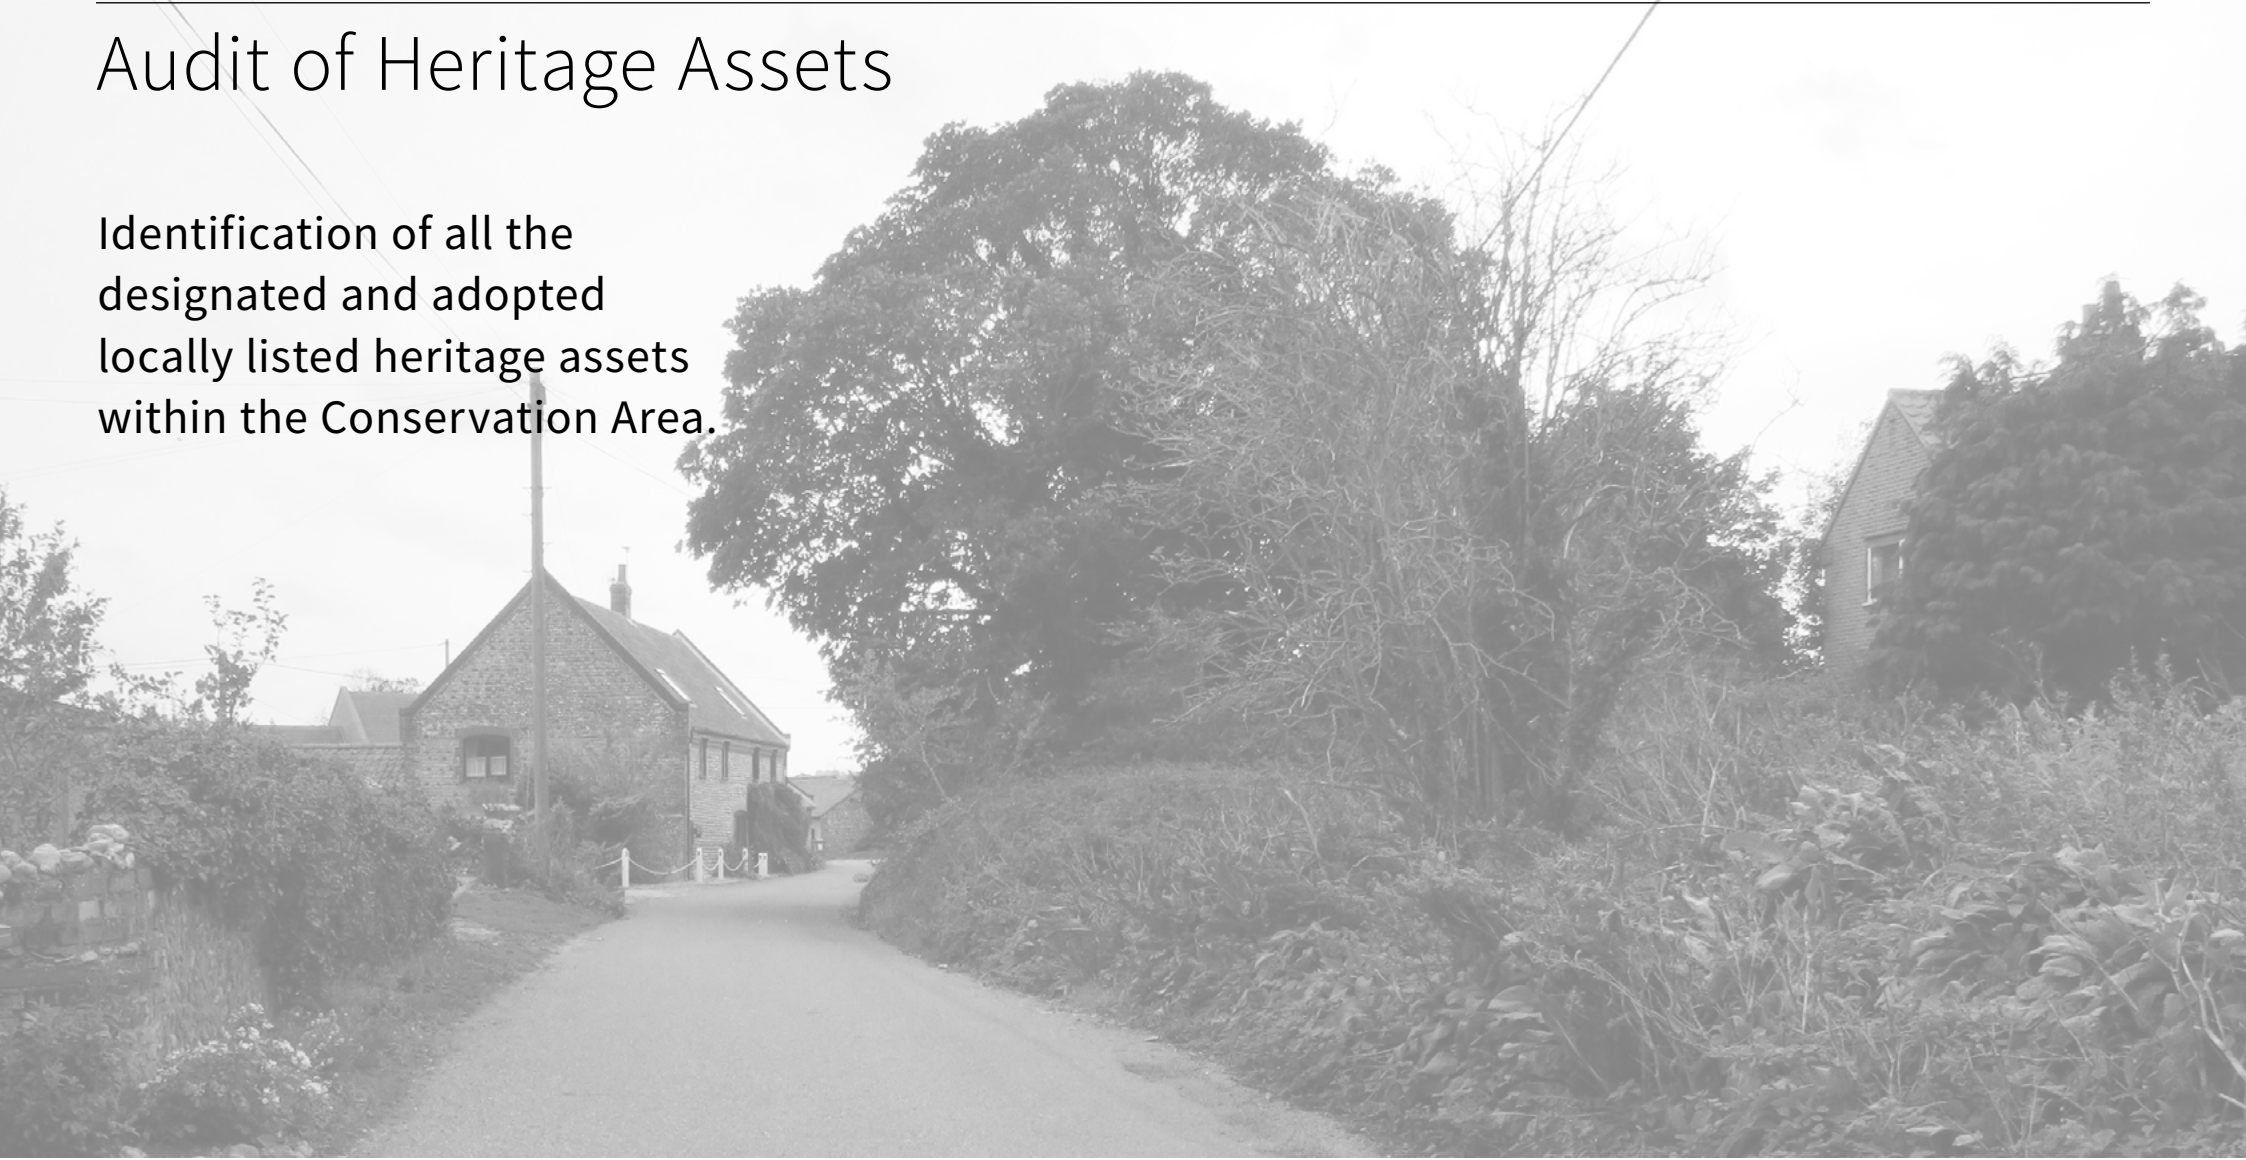 Audit of Heritage Assets
Identification of all the
designated and adopted
locally listed heritage assets
within the Conservation Area.